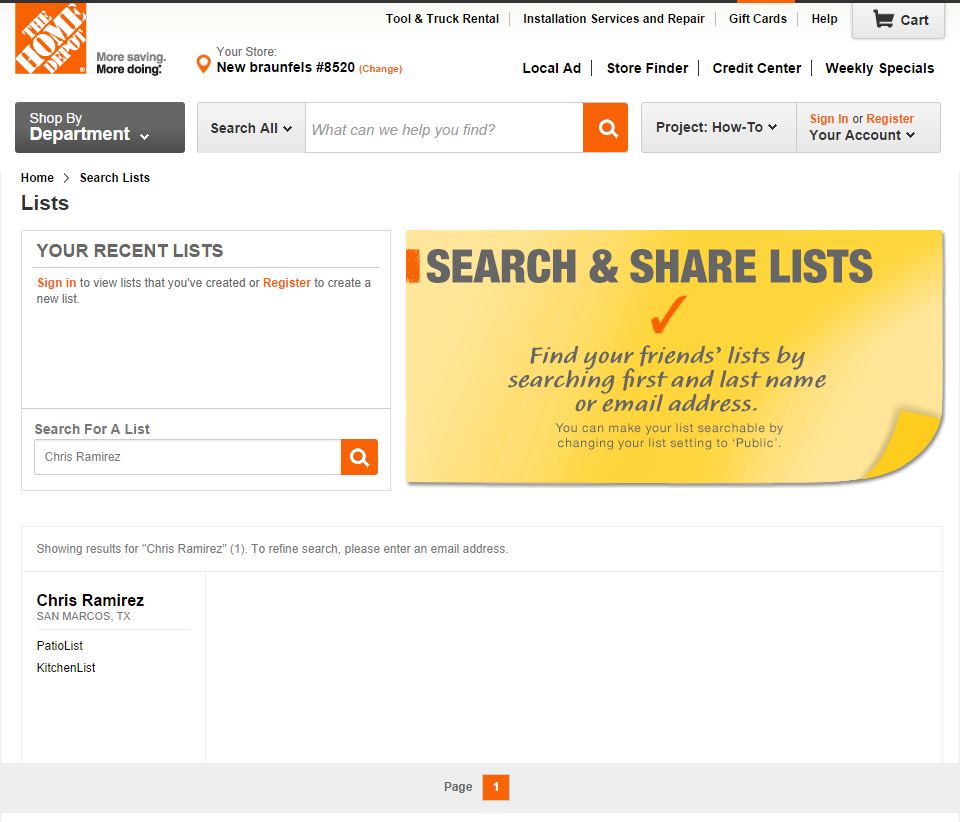 THE HOME DEPOT
More saving.
More doing.
Your Store:
New braunfels #8520 (Change)
Tool & Truck Rental
Installation Services and Repair
Gift Cards
Help
Cart
Local Ad
Store Finder
Credit Center
Weekly Specials
Shop By
Department
Search All
What can we help you find?
Project: How-To
Sign In or Register
Your Account
Home > Search Lists
Lists
YOUR RECENT LISTS
Sign in to view lists that you've created or Register to create a
new list.
Search For A List
Chris Ramirez
SEARCH & SHARE LISTS
Find your friends' lists by
searching first and last name
or email address.
You can make your list searchable by
changing your list setting to 'Public'.
Showing results for "Chris Ramirez" (1). To refine search, please enter an email address.
Chris Ramirez
SAN MARCOS, TX
PatioList
KitchenList
Page 1